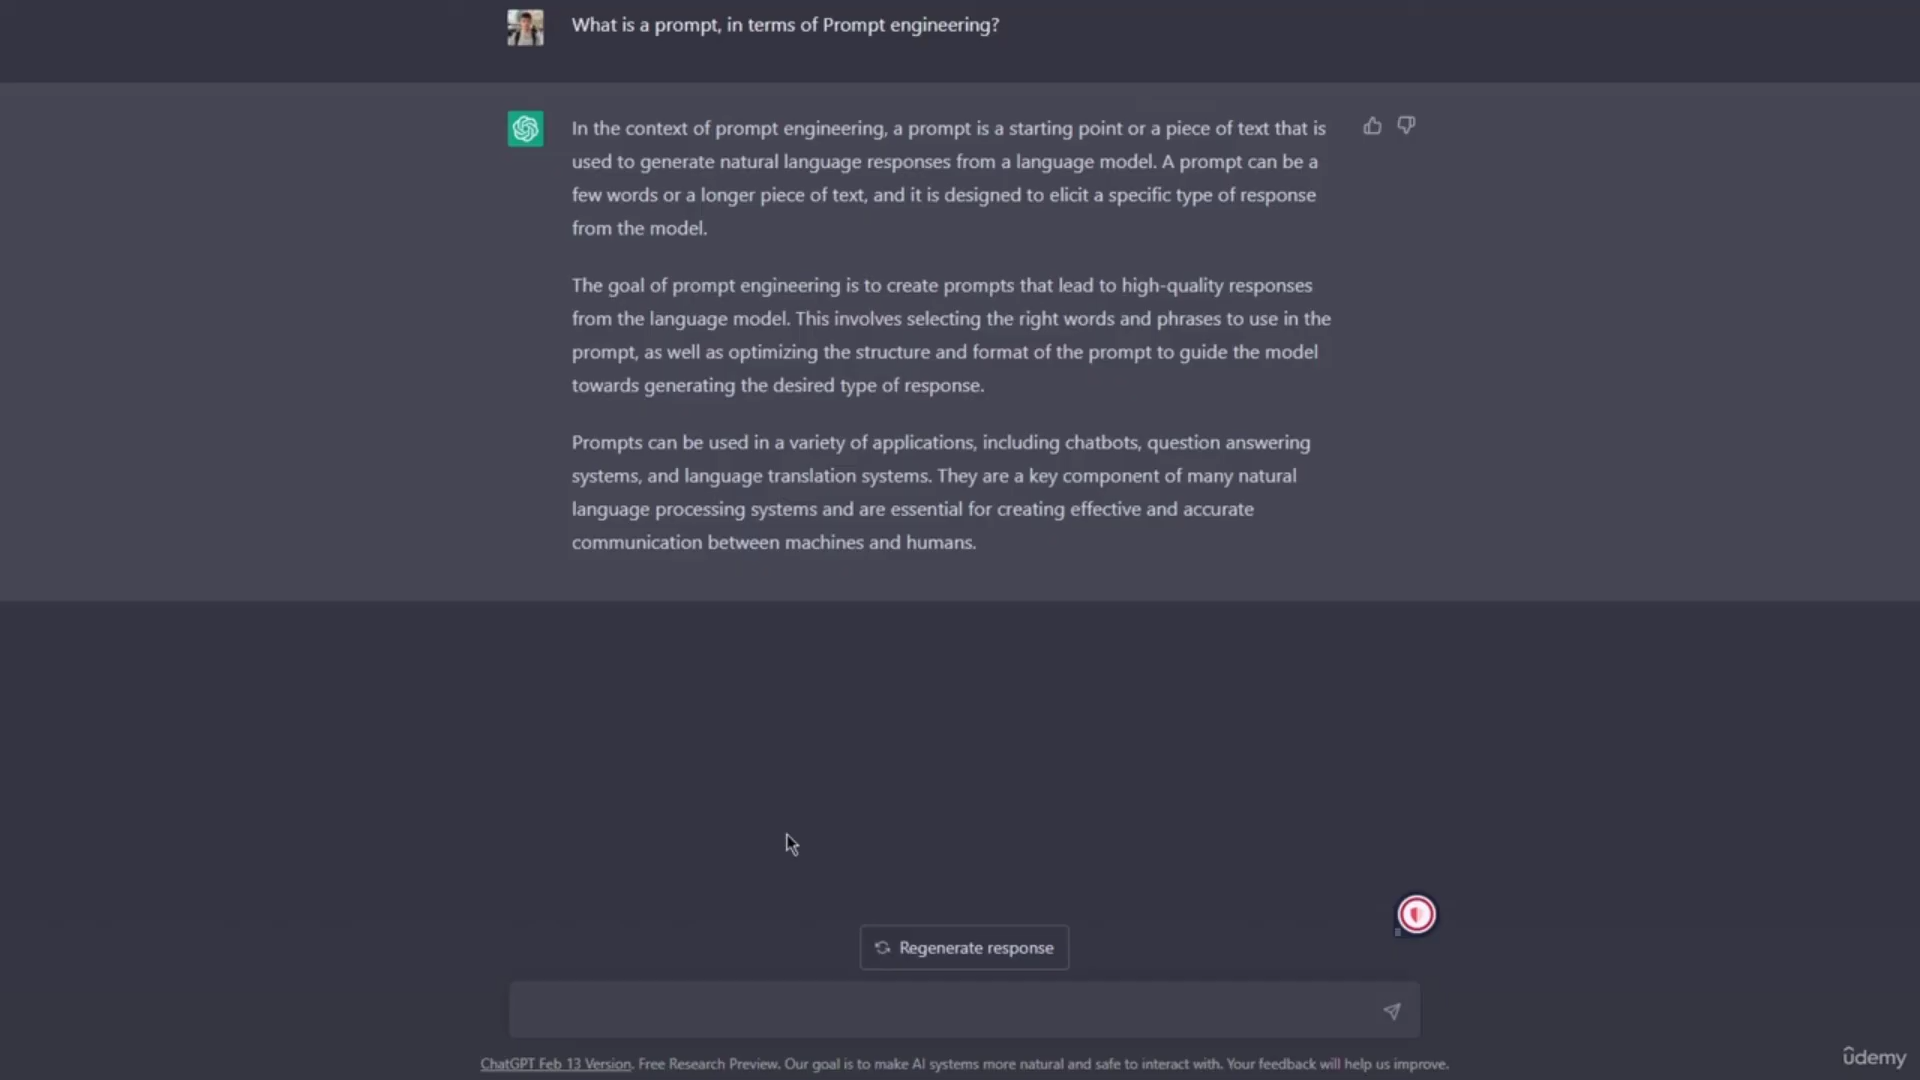 What is a prompt, in terms of Prompt engineering?
In the context of prompt engineering, a prompt is a starting point or a piece of text that is
used to generate natural language responses from a language model. A prompt can be a
few words or a longer piece of text, and it is designed to elicit a specific type of response
from the model.
The goal of prompt engineering is to create prompts that lead to high-quality responses
from the language model. This involves selecting the right words and phrases to use in the
prompt, as well as optimizing the structure and format of the prompt to guide the model
towards generating the desired type of response.
Prompts can be used in a variety of applications, including chatbots, question answering
systems, and language translation systems. They are a key component of many natural
language processing systems and are essential for creating effective and accurate
communication between machines and humans.
Regenerate response
ChatGPT Feb 13 Version. Free Research Preview. Our goal is to make AI systems more natural and safe to interact with. Your feedback will help us improve.
ûdemy